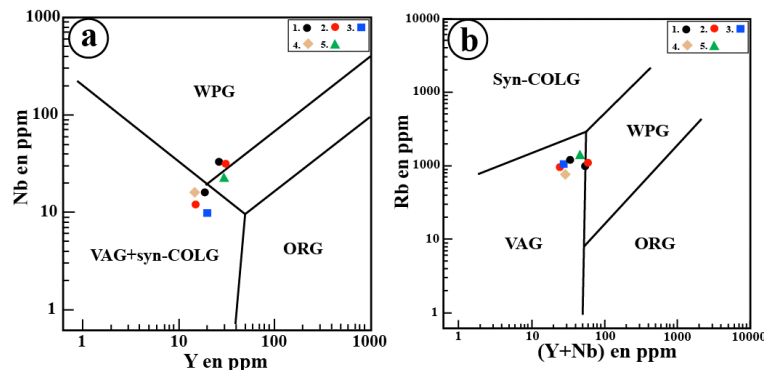 a
1. 2. 3.
4. 5.
1000
100
10
1
Nb en ppm
WPG
VAG+syn-COLG
ORG
1 10 100 1000
Y en ppm
b
1. 2. 3.
4. 5.
1000
1000
1000
10
1
Rb en ppm
Syn-COLG
WPG
VAG
ORG
1 10 100 1000 10000
(Y+Nb) en ppm